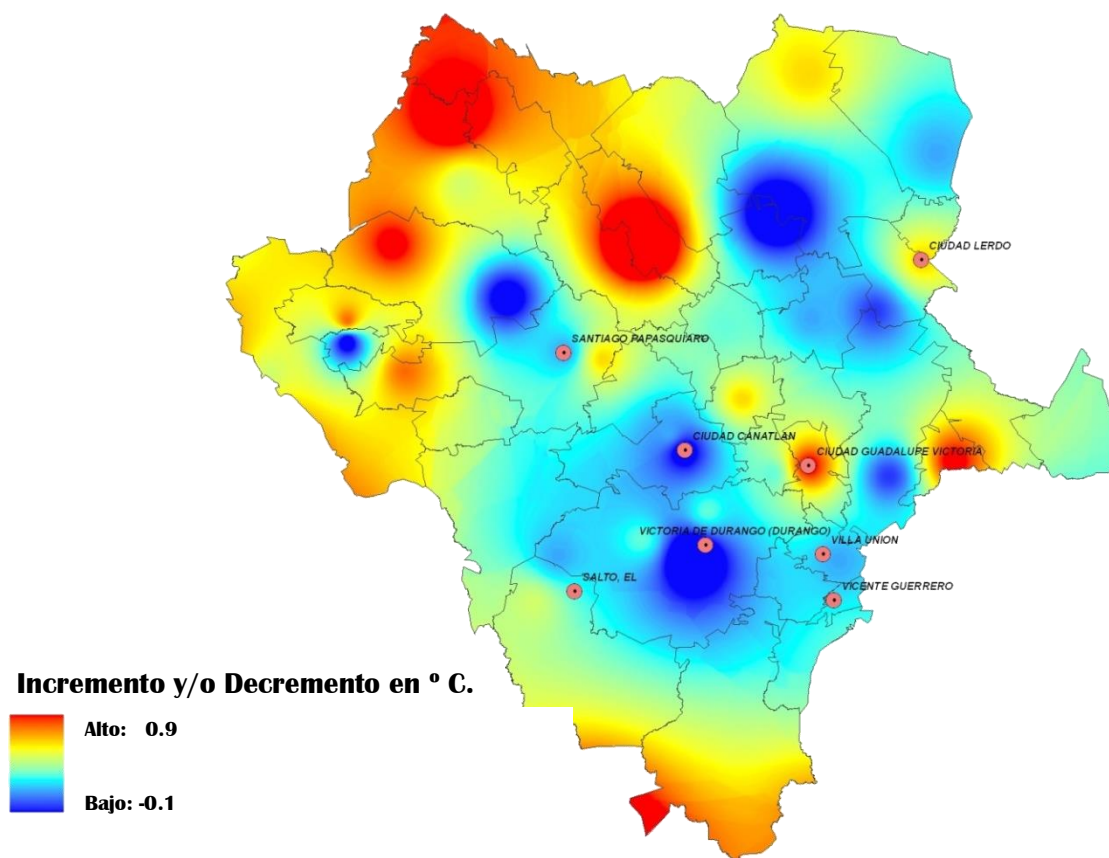 CIUDAD LERDO
SANTIAGO PAPASQUIARO
CIUDAD CANATLAN
CIUDAD GUADALUPE VICTORIA
VICTORIA DE DURANGO (DURANGO)
VILLA UNION
SALTO, EL
VICENTE GUERRERO
Incremento y/o Decremento en ° C.
Alto: 0.9
Bajo: -0.1